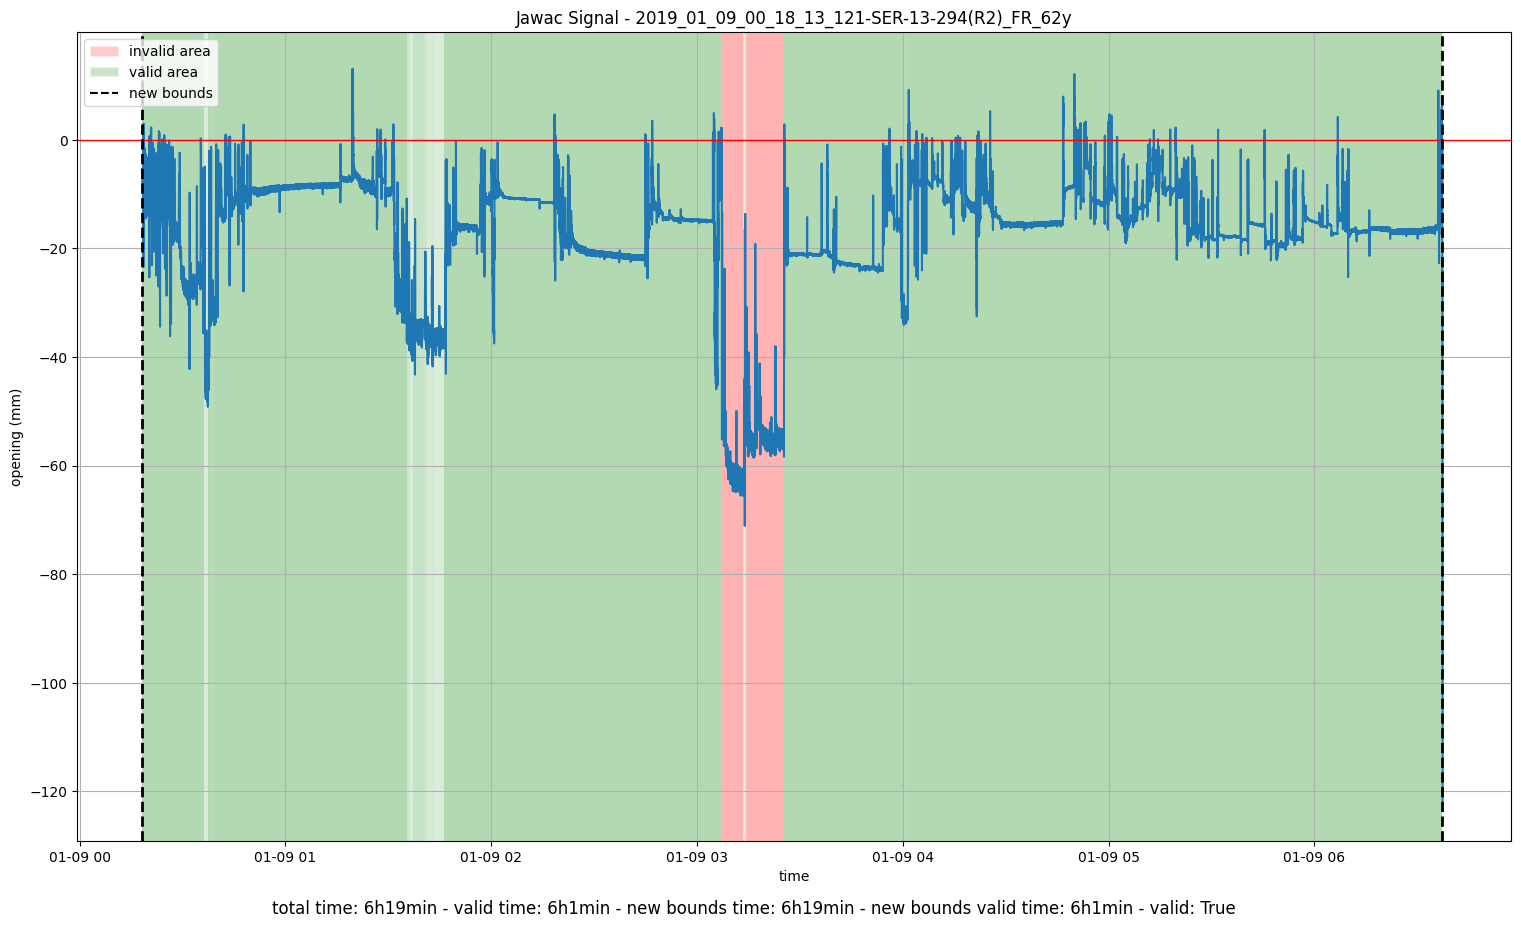 Jawac Signal - 2019_01_09_00_18_13_121-SER-13-294(R2)_FR_62y
invalid area
valid area
new bounds
0
−20
−40
−60
−80
−100
−120
opening (mm)
01-09 00
01-09 01
01-09 02
01-09 03
01-09 04
01-09 05
01-09 06
time
total time: 6h19min - valid time: 6h1min - new bounds time: 6h19min - new bounds valid time: 6h1min - valid: True